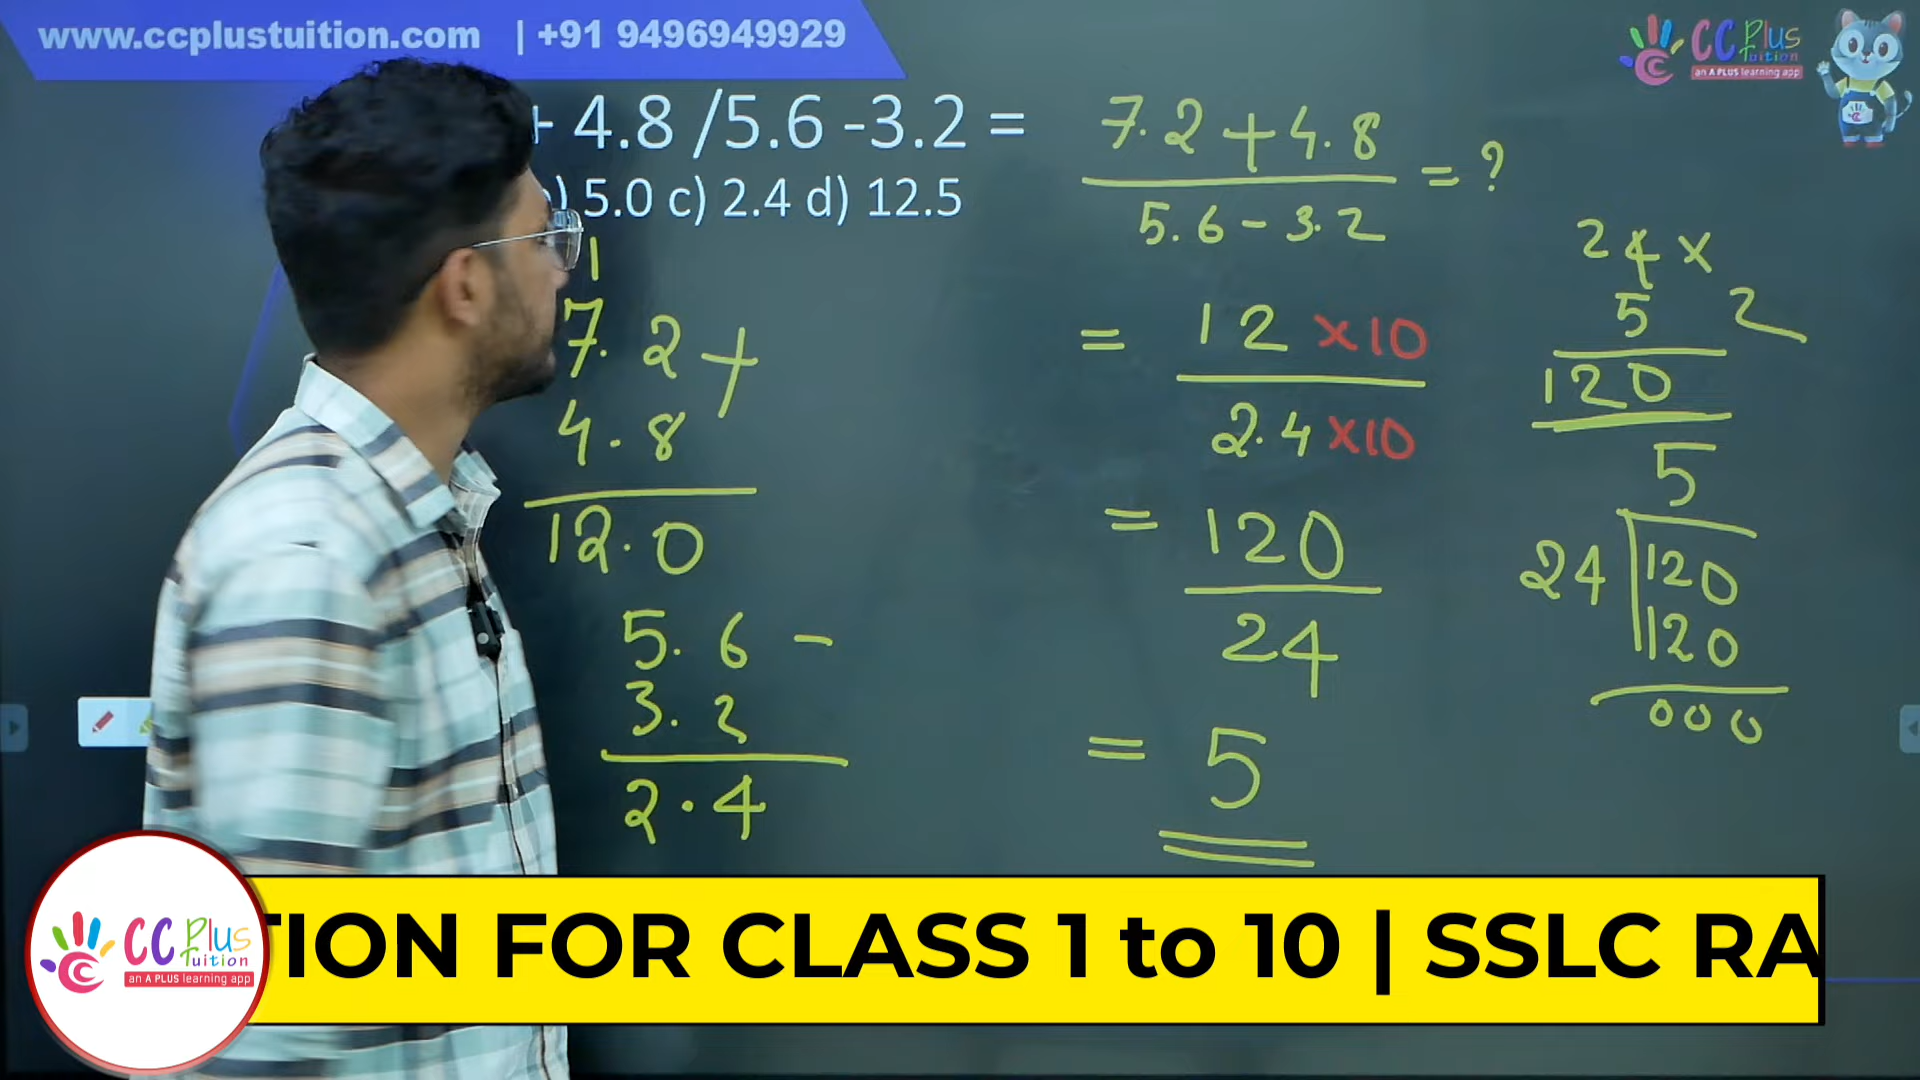 www.ccplustuition.com | +91 9496949929
CC Plus
Tuition
an A PLUS learning app
+ 4.8 /5.6 -3.2 =
) 5.0 c) 2.4 d) 12.5
7.2 + 4.8
= ?
5.6 - 3.2
1
7.2 +
4.8
12.0
5.6 -
3.2
2.4
= 12 ×10
2.4 ×10
= 120
24
= 5
24 ×
5
120
2
5
24 120
120
000
CC Plus
Tuition
an A PLUS learning app
TION FOR CLASS 1 to 10 | SSLC RA